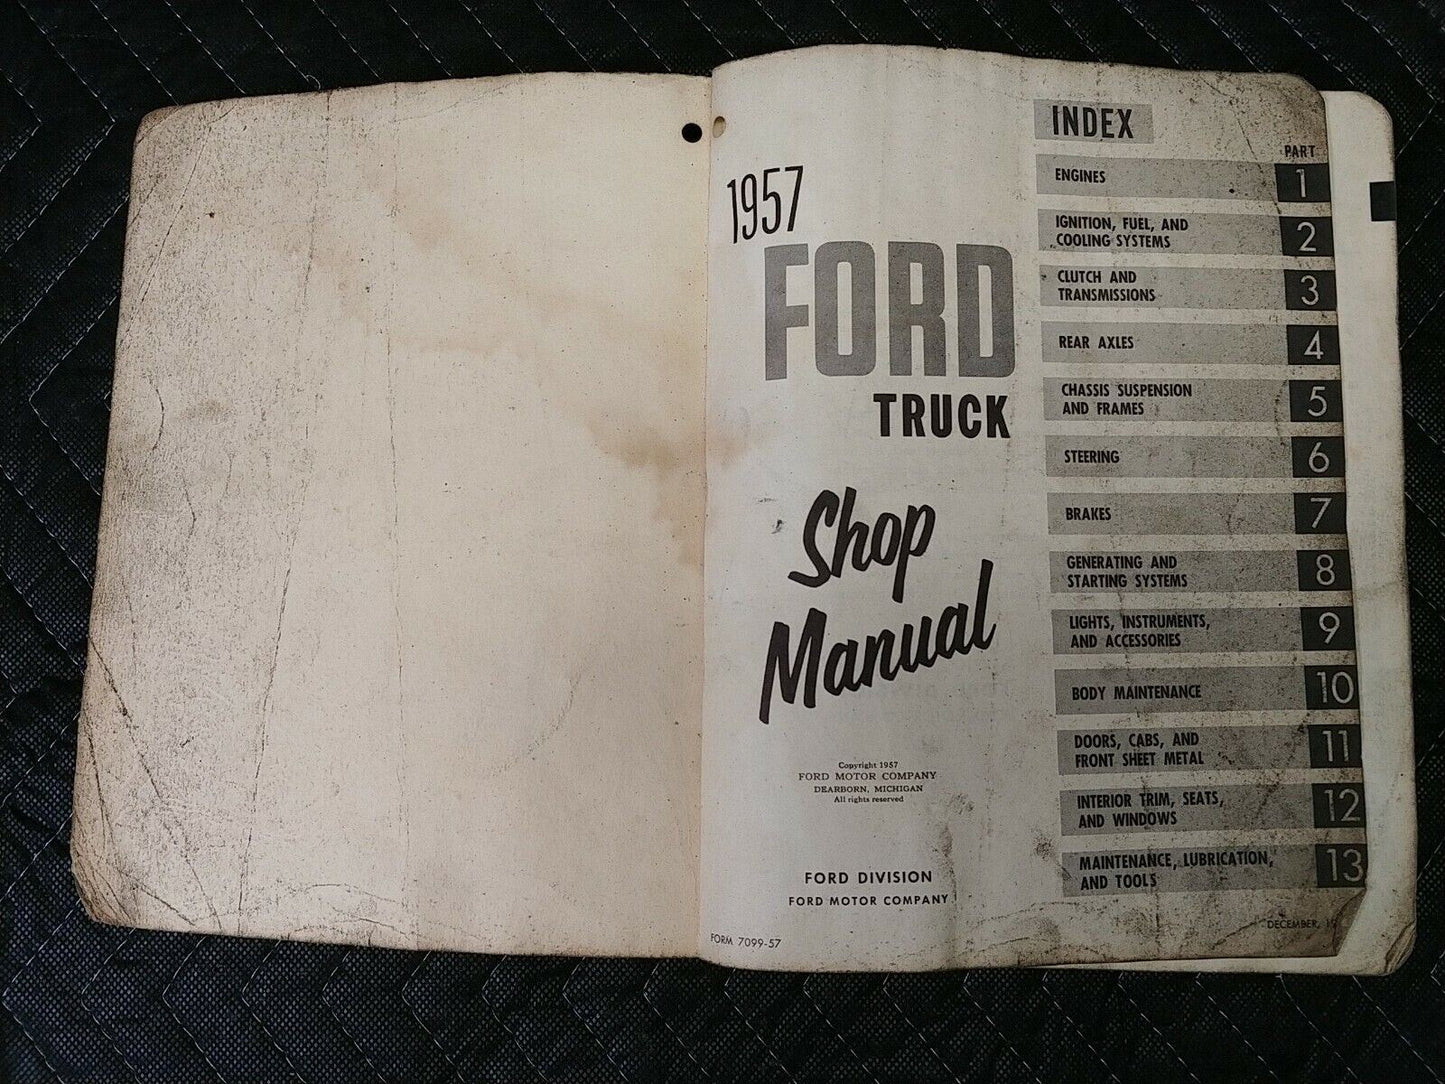 1957
FORD
TRUCK
Shop
Manual
Copyright 1957
FORD MOTOR COMPANY
DEARBORN, MICHIGAN
All rights reserved
FORD DIVISION
FORD MOTOR COMPANY
FORM 7099-57
INDEX
PART
ENGINES 1
IGNITION, FUEL, AND
COOLING SYSTEMS 2
CLUTCH AND
TRANSMISSIONS 3
REAR AXLES 4
CHASSIS SUSPENSION
AND FRAMES 5
STEERING 6
BRAKES 7
GENERATING AND
STARTING SYSTEMS 8
LIGHTS, INSTRUMENTS,
AND ACCESSORIES 9
BODY MAINTENANCE 10
DOORS, CABS, AND
FRONT SHEET METAL 11
INTERIOR TRIM, SEATS,
AND WINDOWS 12
MAINTENANCE, LUBRICATION,
AND TOOLS 13
DECEMBER,